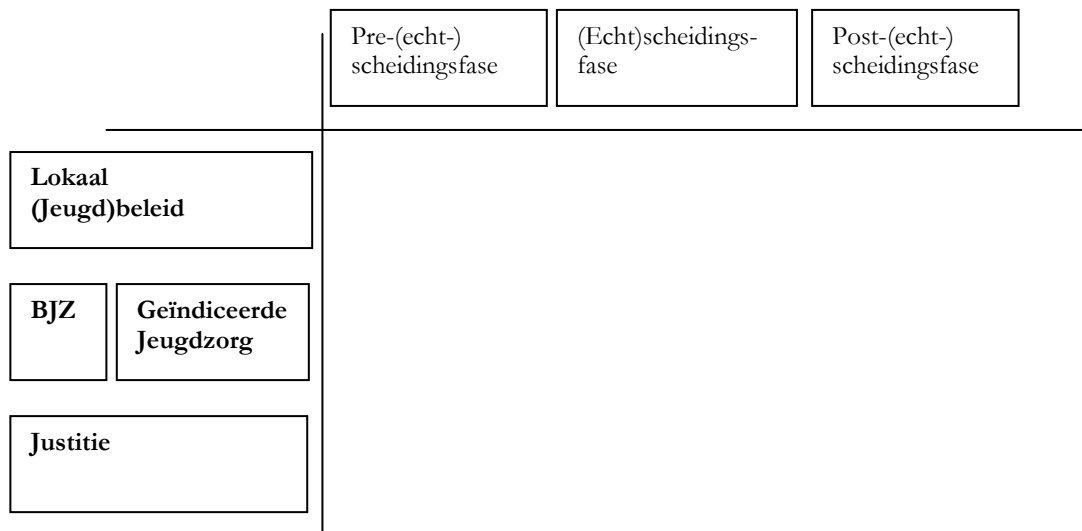 Pre-(echt-)
scheidingsfase
(Echt)scheidings-
fase
Post-(echt-)
scheidingsfase
Lokaal
(Jeugd)beleid
BJZ
Geïndiceerde
Jeugdzorg
Justitie